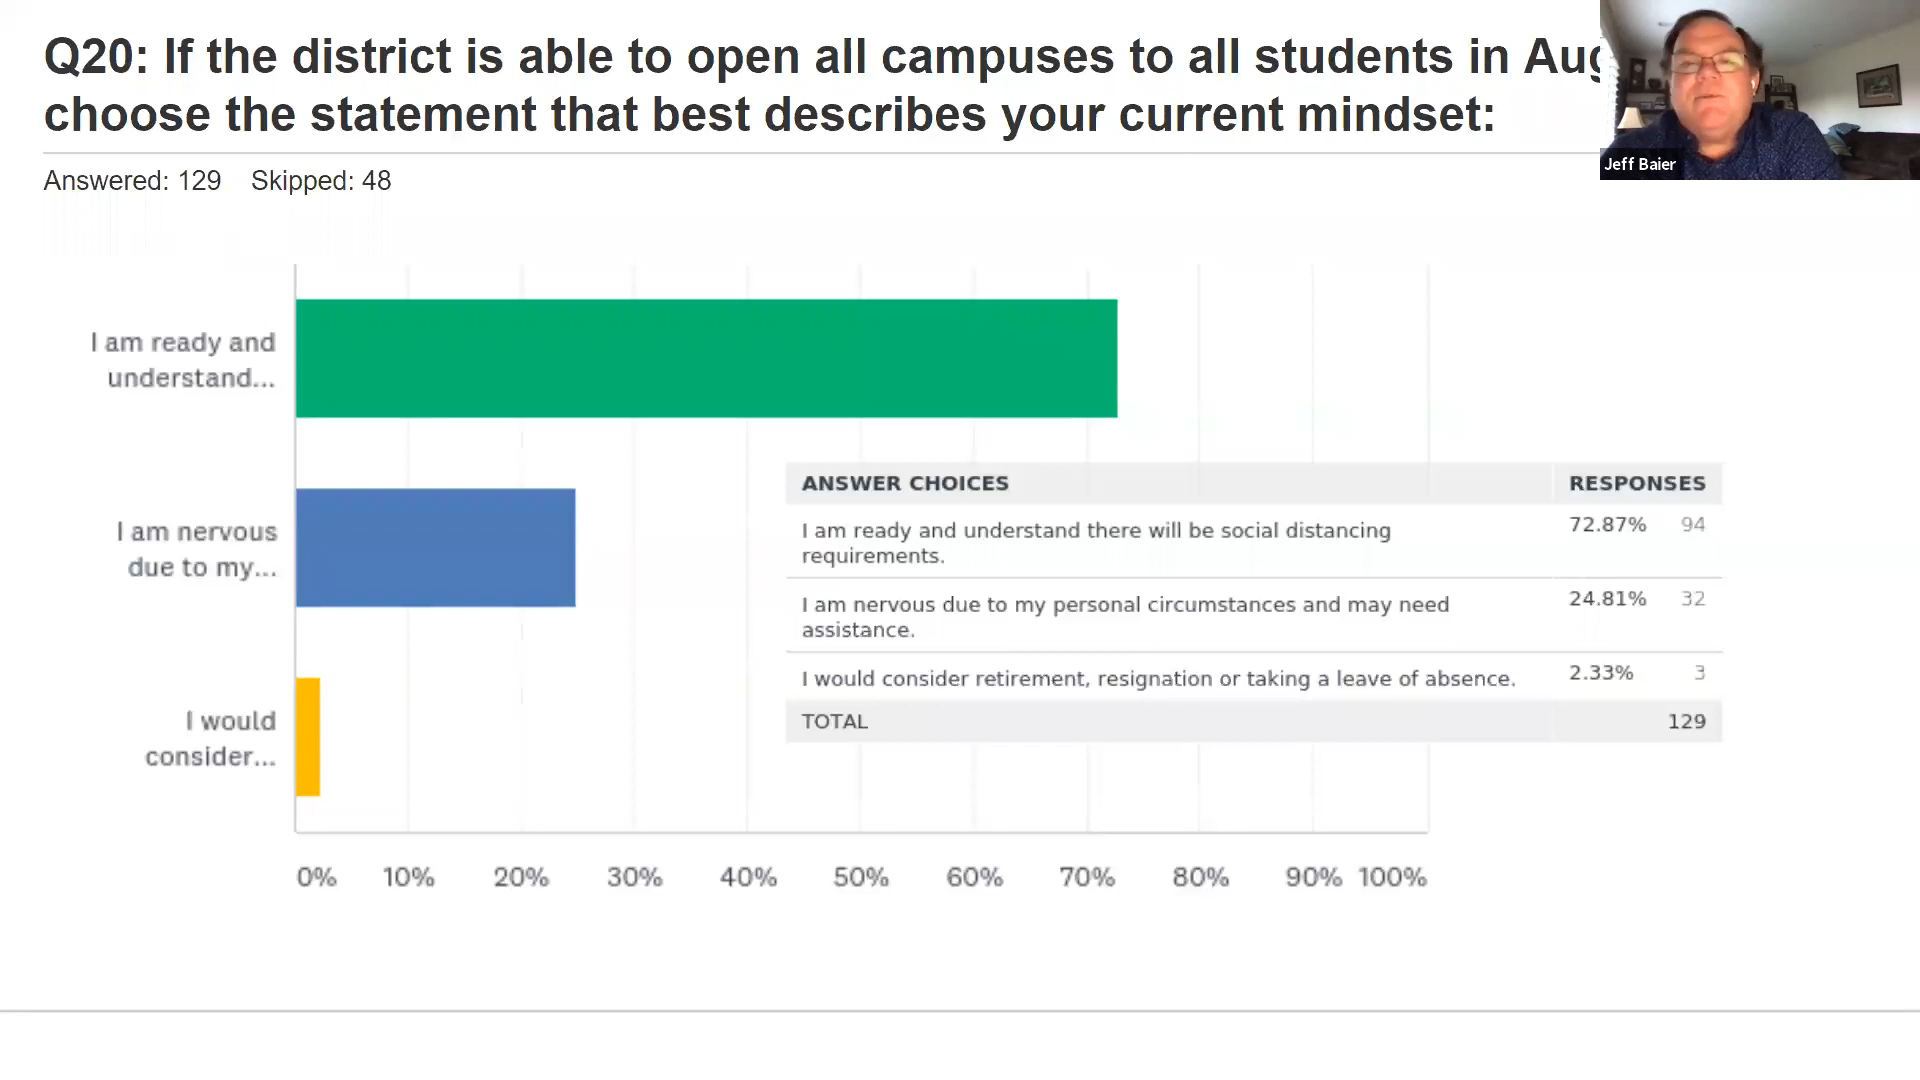 Q20: If the district is able to open all campuses to all students in
choose the statement that best describes your current mindset:
Answered: 129 Skipped: 48
Jeff Baier
I am ready and
understand...
I am nervous
due to my...
I would
consider...
ANSWER CHOICES RESPONSES
I am ready and understand there will be social distancing
requirements.
72.87% 94
I am nervous due to my personal circumstances and may need
assistance.
24.81% 32
I would consider retirement, resignation or taking a leave of absence. 2.33% 3
TOTAL 129
0% 10% 20% 30% 40% 50% 60% 70% 80% 90% 100%